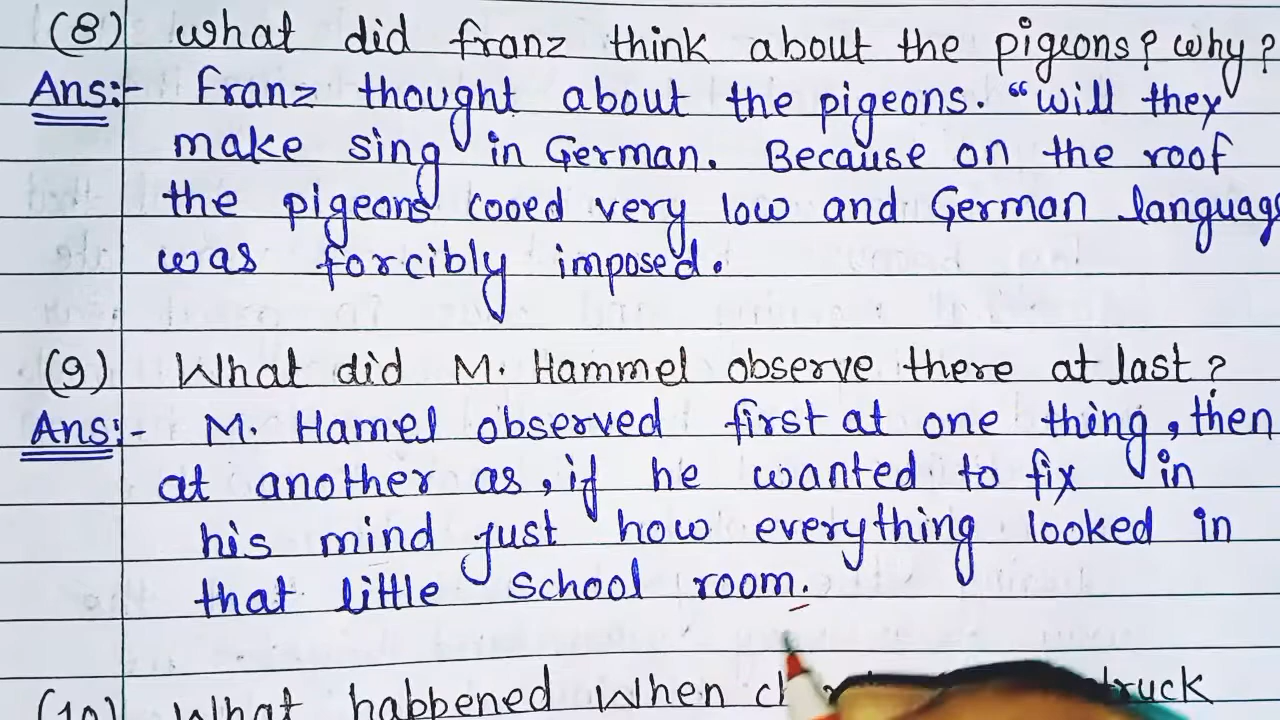 (8) What did franz think about the pigeons? why?
Ans:- Franz thought about the pigeons. "will they
make sing in German. Because on the roof
the pigeons cooed very low and German languag
was forcibly imposed.
(9) What did M. Hammel observe there at last?
Ans:- M. Hamel observed first at one thing, then
at another as, if he wanted to fix in
his mind just how everything looked in
that little school room.
(10) What happened when